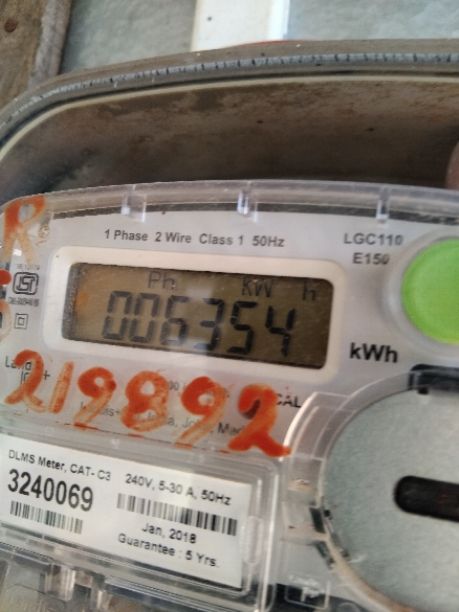 R
1 Phase 2 Wire Class 1 50Hz
LGC110
E150
ISI
Ph kW h
006354
kWh
219892
DLMS Meter, CAT- C3
3240069
240V, 5-30 A, 50Hz
Jan, 2018
Guarantee : 5 Yrs.